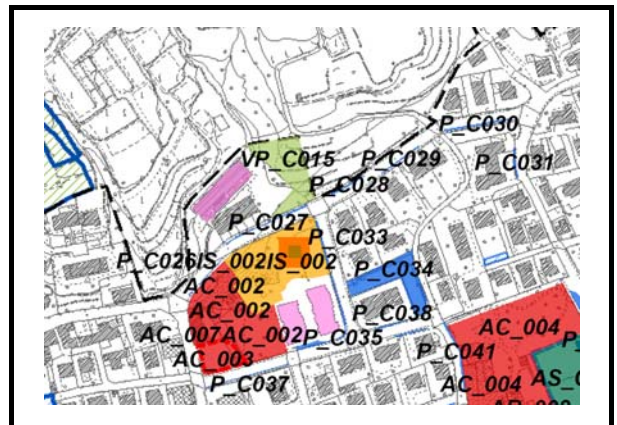 P_C030
VP_C015 P_C029 P_C031
P_C028
P_C027
P_C033
P_C026IS_002IS_002 P_C034
AC_002
AC_002 P_C038
AC_007AC_002P_C035 AC_004
AC_003 P_C041
P_C037 AC_004